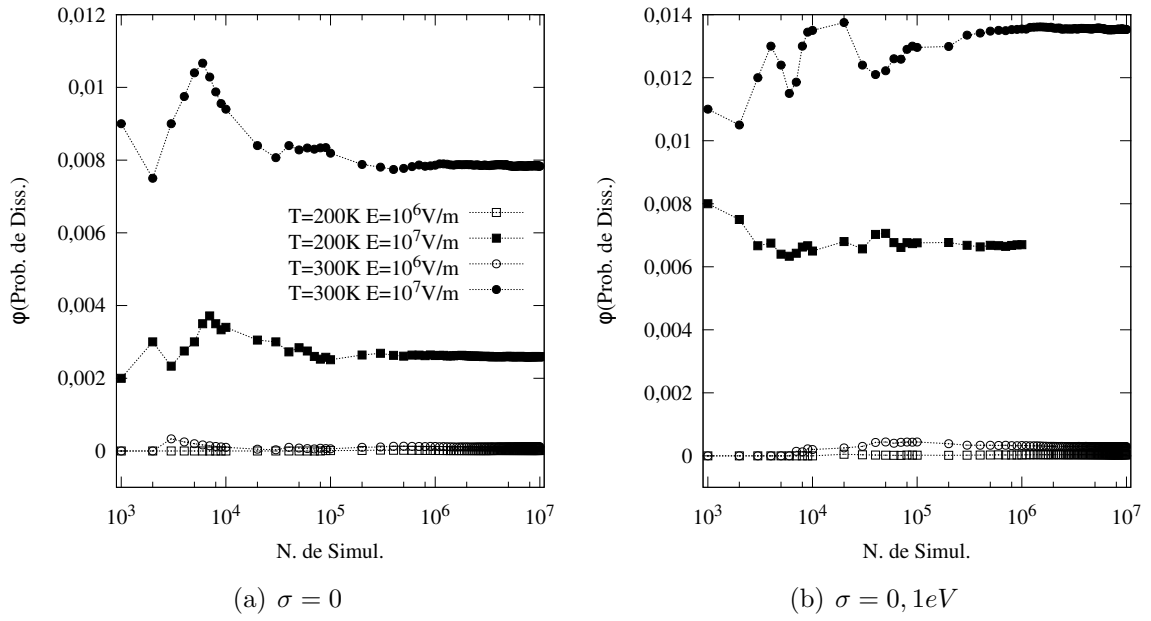 0,012
0,01
0,008
0,006
0,004
0,002
0
φ(Prob. de Diss.)
T=200K E=10⁶V/m
T=200K E=10⁷V/m
T=300K E=10⁶V/m
T=300K E=10⁷V/m
10³ 10⁴ 10⁵ 10⁶ 10⁷
N. de Simul.
(a) σ = 0
0,014
0,012
0,01
0,008
0,006
0,004
0,002
0
φ(Prob. de Diss.)
10³ 10⁴ 10⁵ 10⁶ 10⁷
N. de Simul.
(b) σ = 0, 1eV